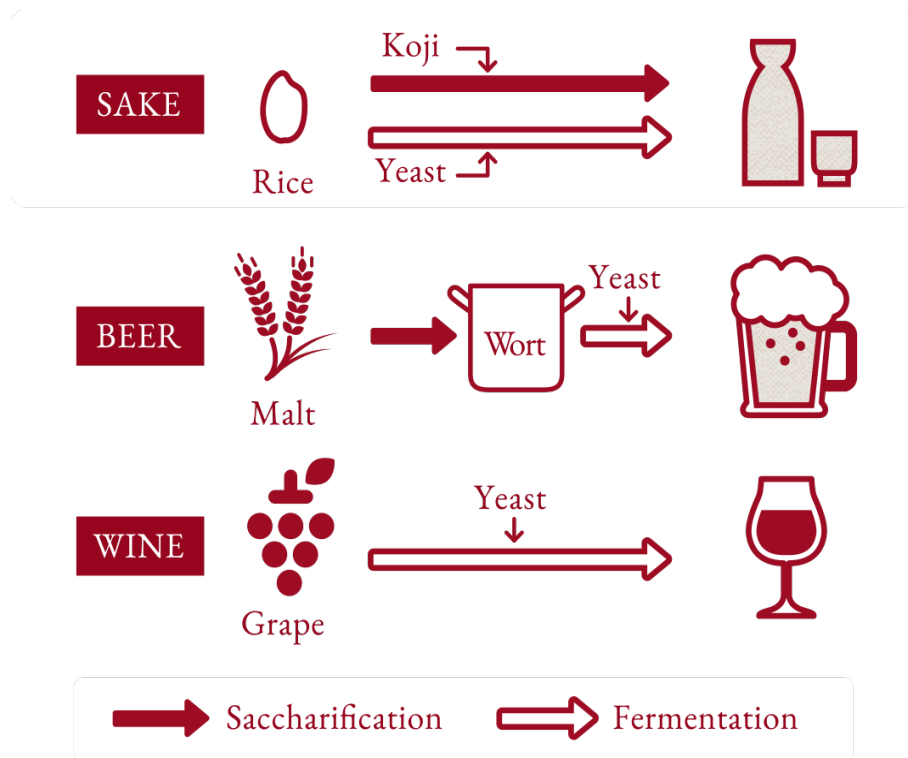 Koji
SAKE
Yeast
Rice
Yeast
BEER
Wort
Malt
Yeast
WINE
Grape
Saccharification
Fermentation